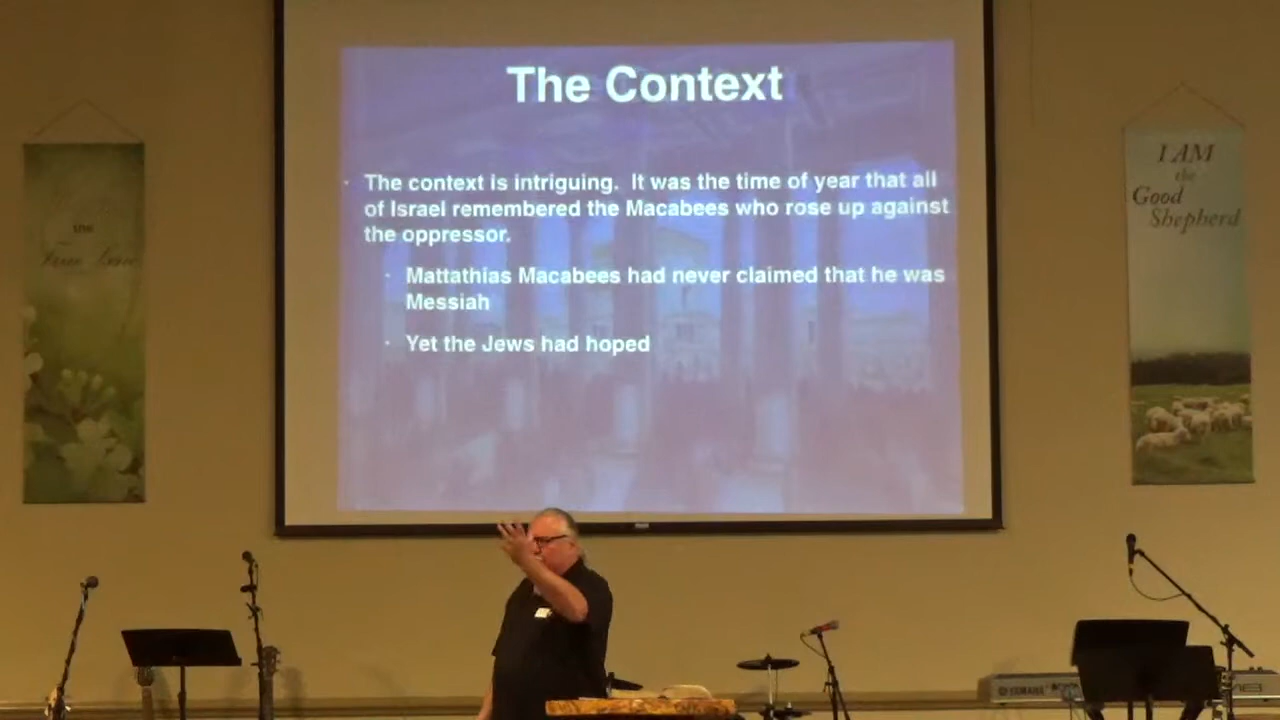 The Context
The context is intriguing. It was the time of year that all
of Israel remembered the Macabees who rose up against
the oppressor.
Mattathias Macabees had never claimed that he was
Messiah
Yet the Jews had hoped
the
I AM
the
Good
Shepherd
YAMAHA